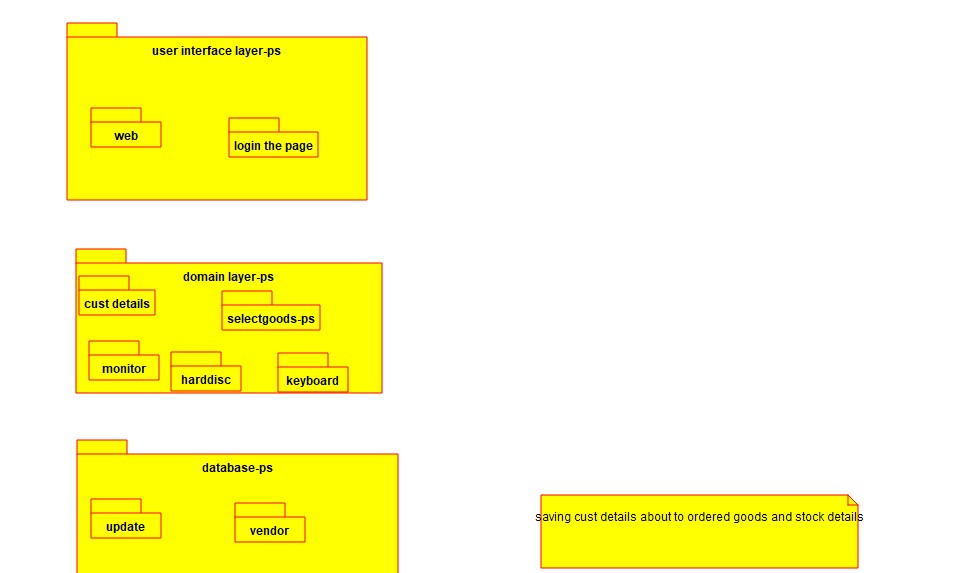 user interface layer-ps
web
login the page
domain layer-ps
cust details
selectgoods-ps
monitor
harddisc
keyboard
database-ps
update
vendor
saving cust details about to ordered goods and stock details